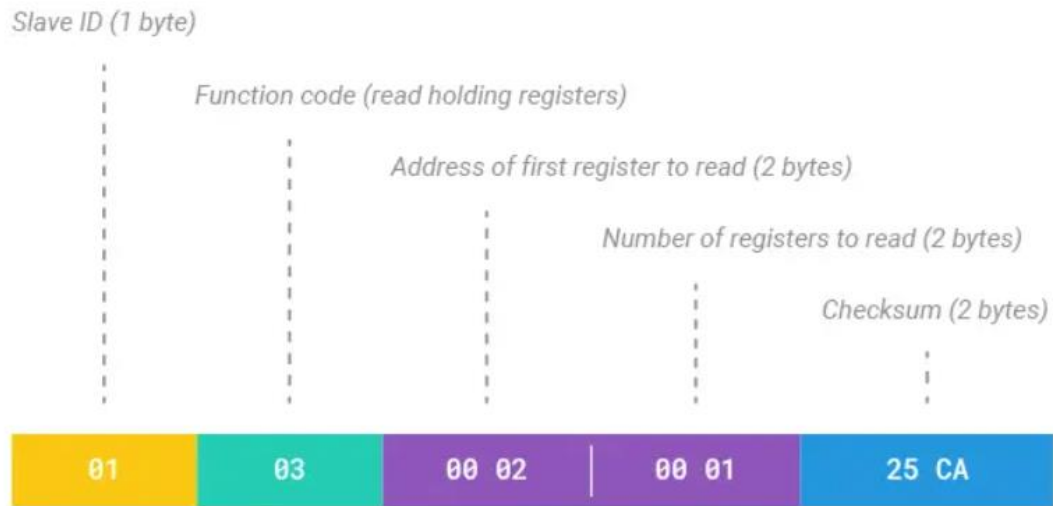 Slave ID (1 byte)
Function code (read holding registers)
Address of first register to read (2 bytes)
Number of registers to read (2 bytes)
Checksum (2 bytes)
01 03 00 02 00 01 25 CA